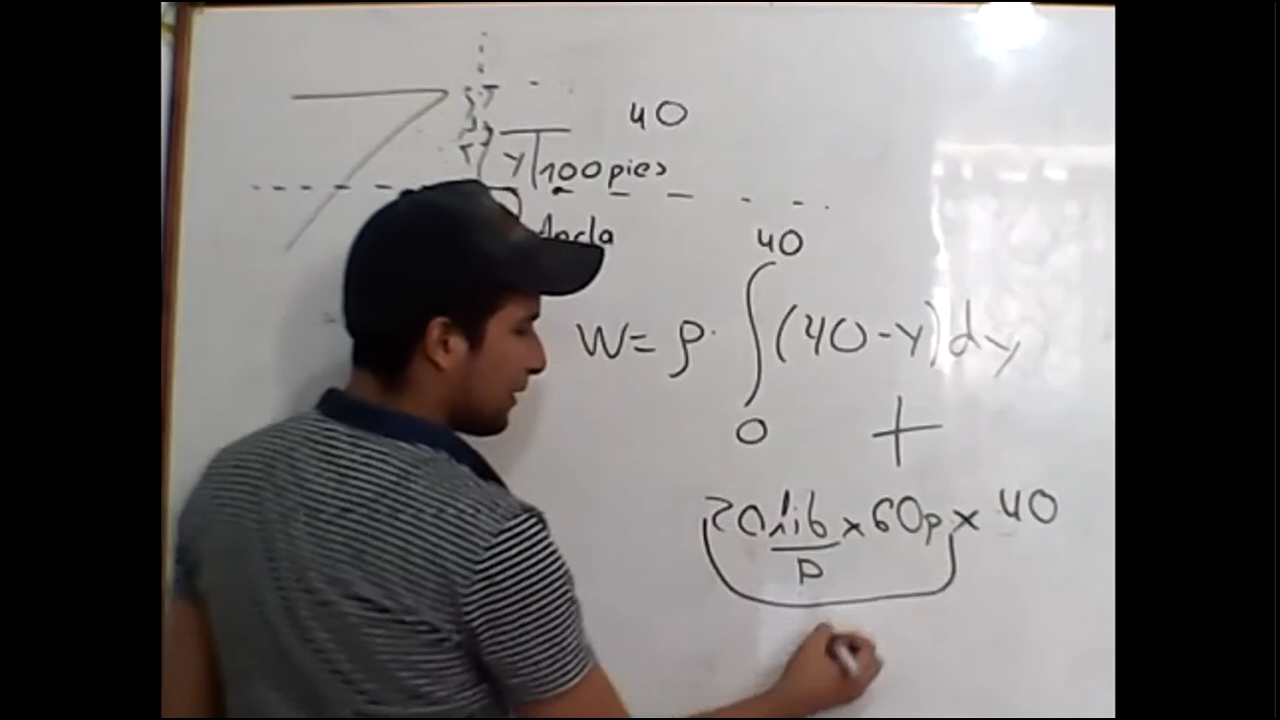 40
y 100 pies
Ancla
40
W = ρ · ∫ (40 - y) dy
0
+
20 lib x 60p x 40
p